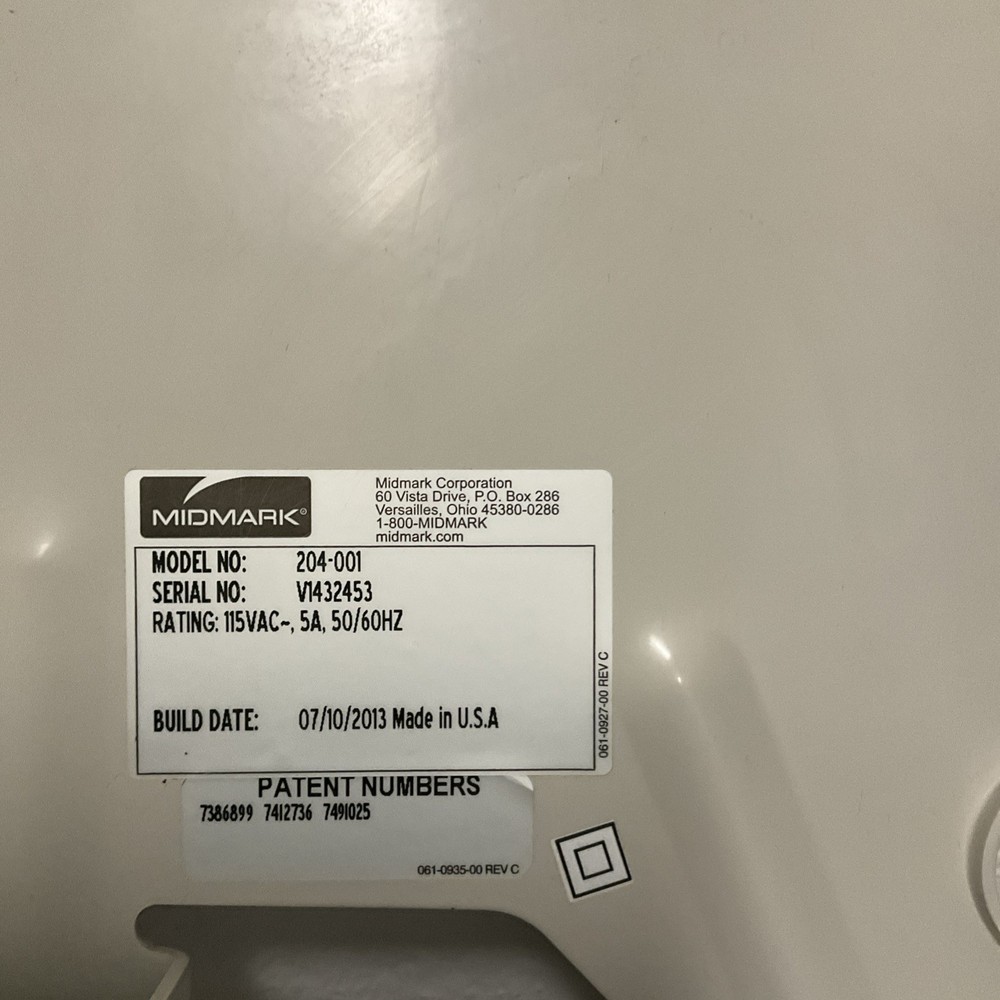 MIDMARK®
Midmark Corporation
60 Vista Drive, P.O. Box 286
Versailles, Ohio 45380-0286
1-800-MIDMARK
midmark.com
MODEL NO: 204-001
SERIAL NO: V1432453
RATING: 115VAC~, 5A, 50/60HZ
BUILD DATE: 07/10/2013 Made in U.S.A
061-0927-00 REV C
PATENT NUMBERS
7386899 7412736 7491025
061-0935-00 REV C